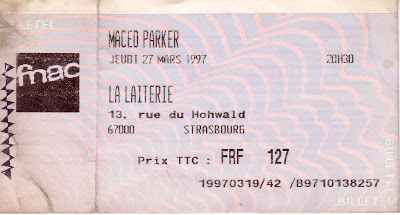 BILLETEL
MACEO PARKER
JEUDI 27 MARS 1997 20H30
fnac
LA LAITERIE
13, rue du Hohwald
67000 STRASBOURG
Prix TTC : FRF 127
19970319/42 /B9710138257
BILLETEL
BILLETEL